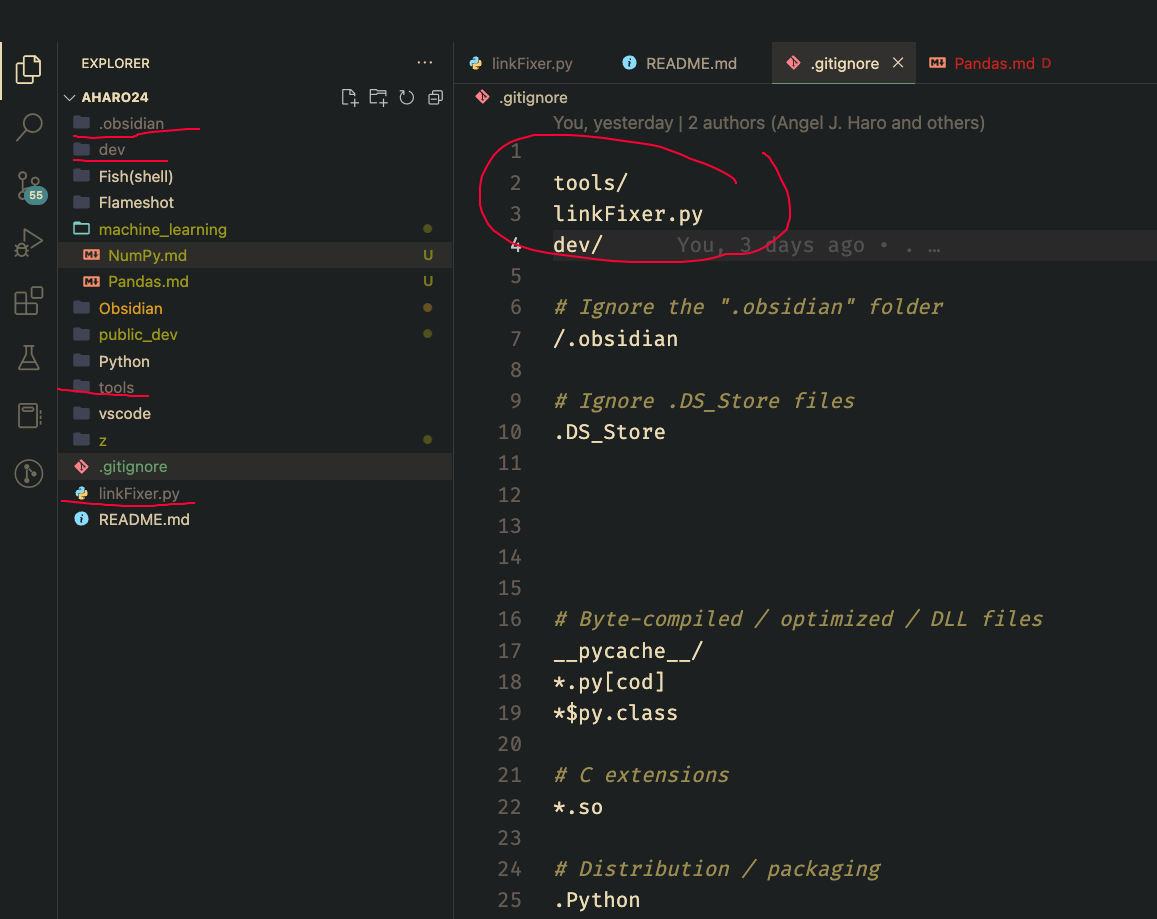 EXPLORER
AHARO24
.obsidian
dev
Fish(shell)
Flameshot
machine_learning
NumPy.md U
Pandas.md U
Obsidian
public_dev
Python
tools
vscode
z
.gitignore
linkFixer.py
README.md
55
linkFixer.py README.md .gitignore Pandas.md D
.gitignore
You, yesterday | 2 authors (Angel J. Haro and others)
1
2 tools/
3 linkFixer.py
4 dev/ You, 3 days ago • . …
5
6 # Ignore the ".obsidian" folder
7 /.obsidian
8
9 # Ignore .DS_Store files
10 .DS_Store
11
12
13
14
15
16 # Byte-compiled / optimized / DLL files
17 __pycache__/
18 *.py[cod]
19 *$py.class
20
21 # C extensions
22 *.so
23
24 # Distribution / packaging
25 .Python